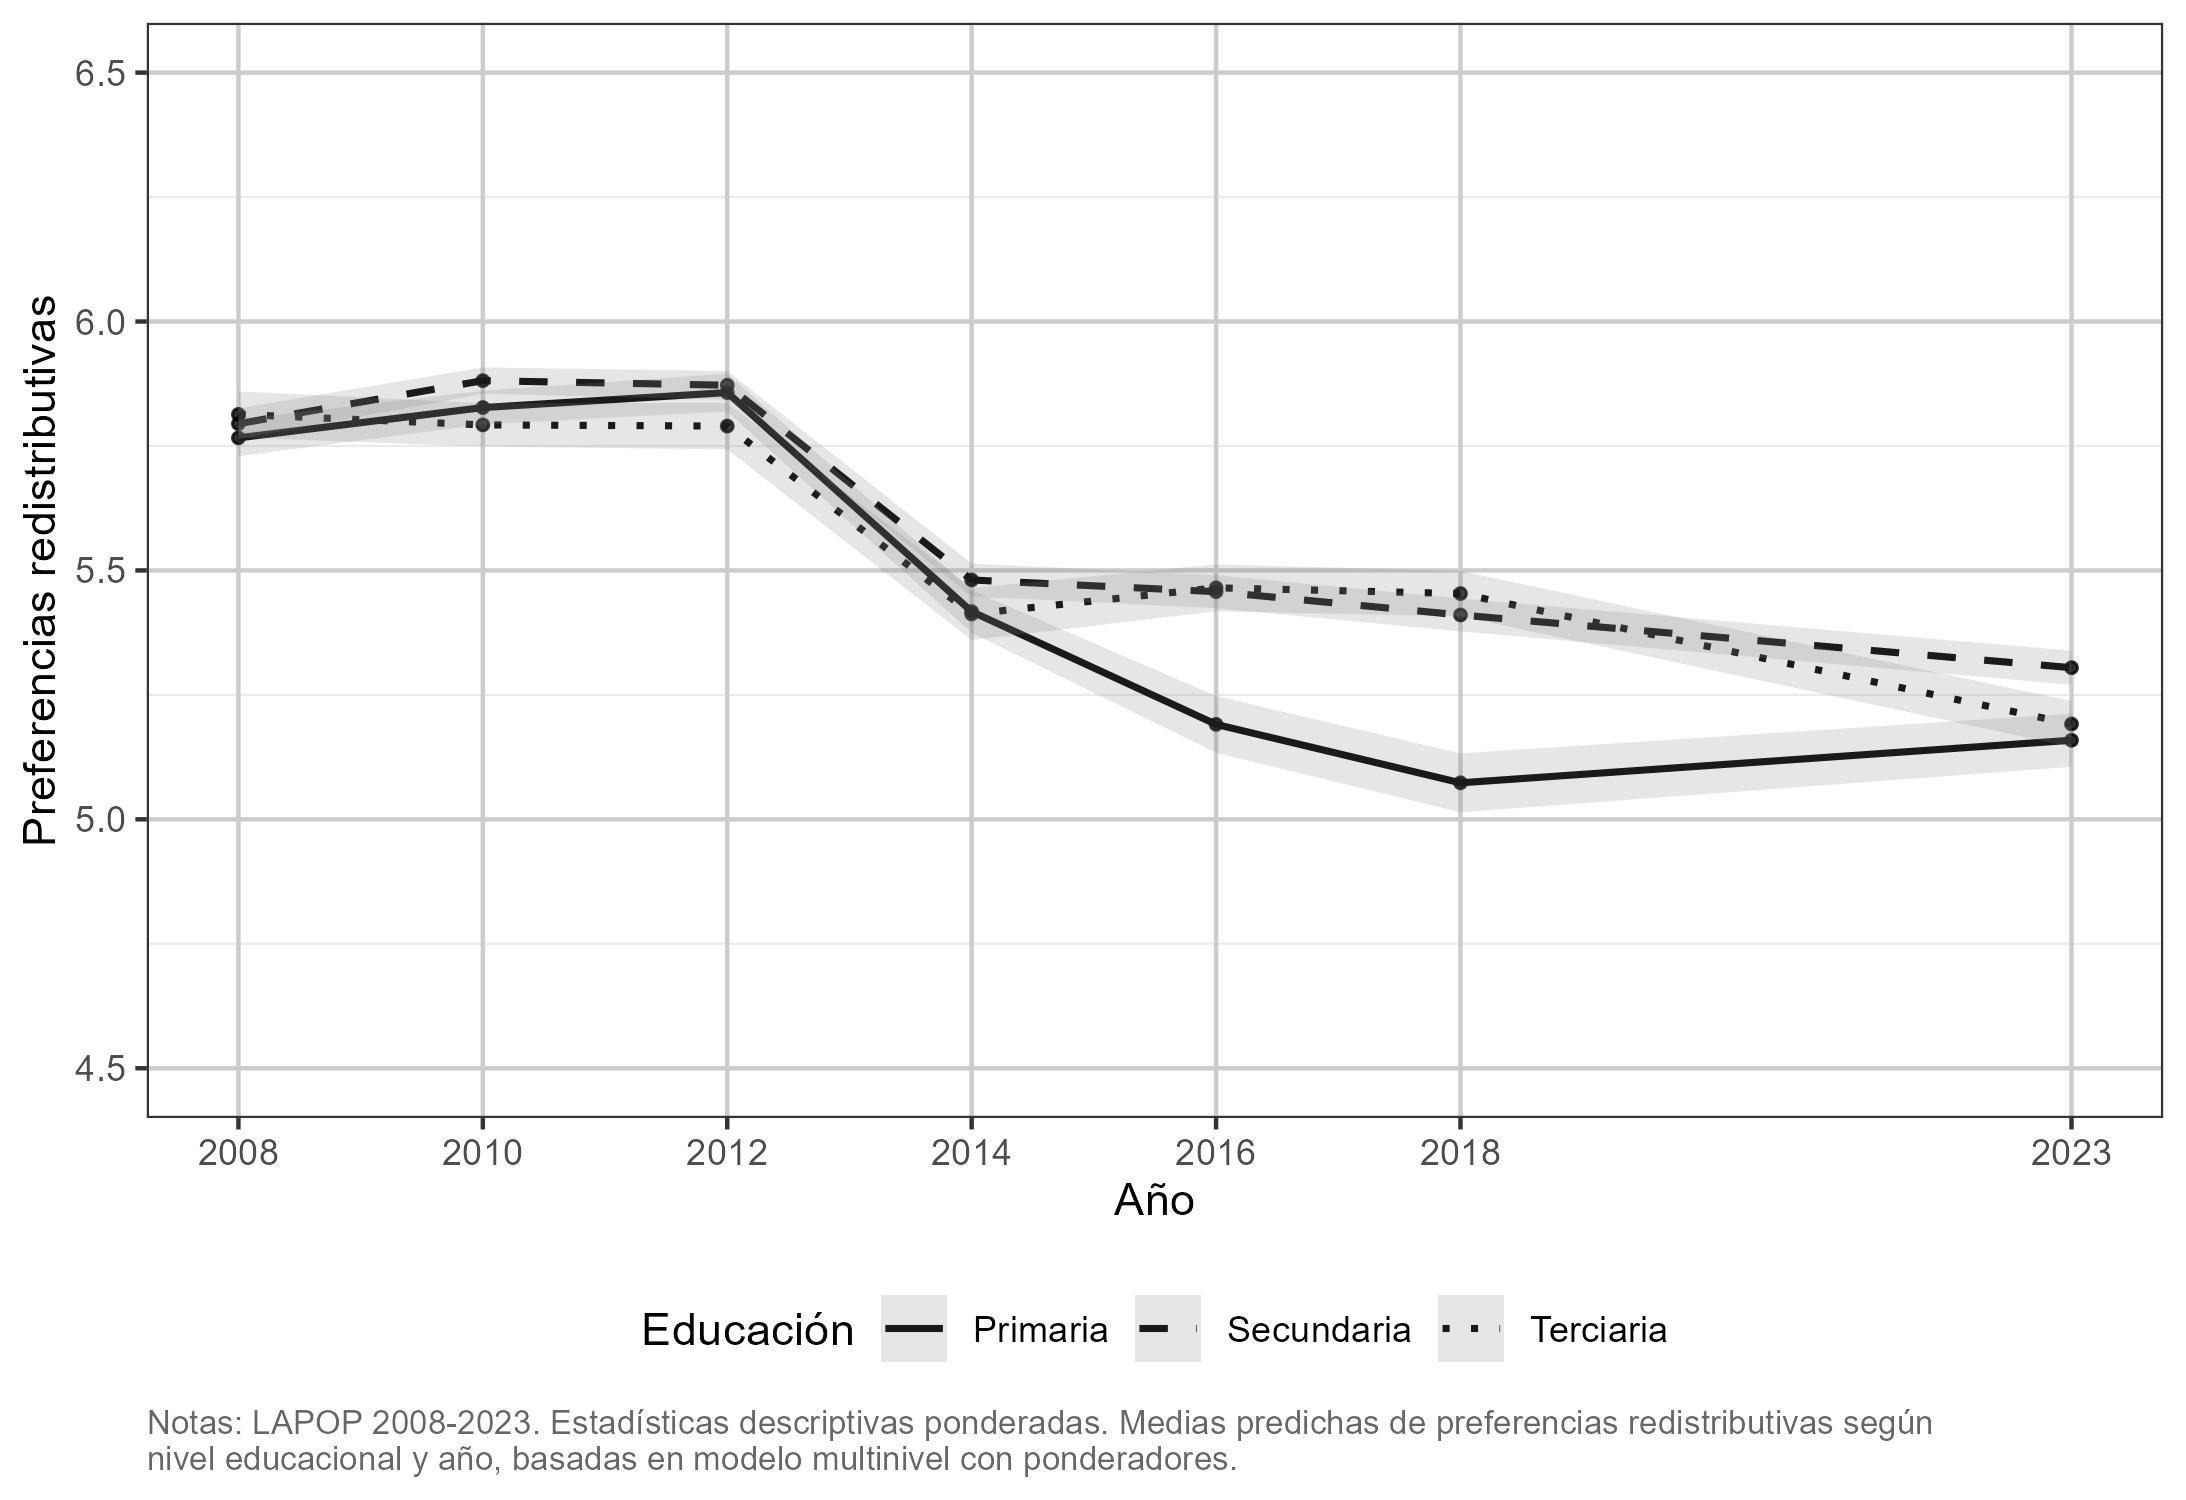 6.5
6.0
5.5
5.0
4.5
Preferencias redistributivas
2008 2010 2012 2014 2016 2018 2023
Año
Educación Primaria Secundaria Terciaria
Notas: LAPOP 2008-2023. Estadísticas descriptivas ponderadas. Medias predichas de preferencias redistributivas según
nivel educacional y año, basadas en modelo multinivel con ponderadores.